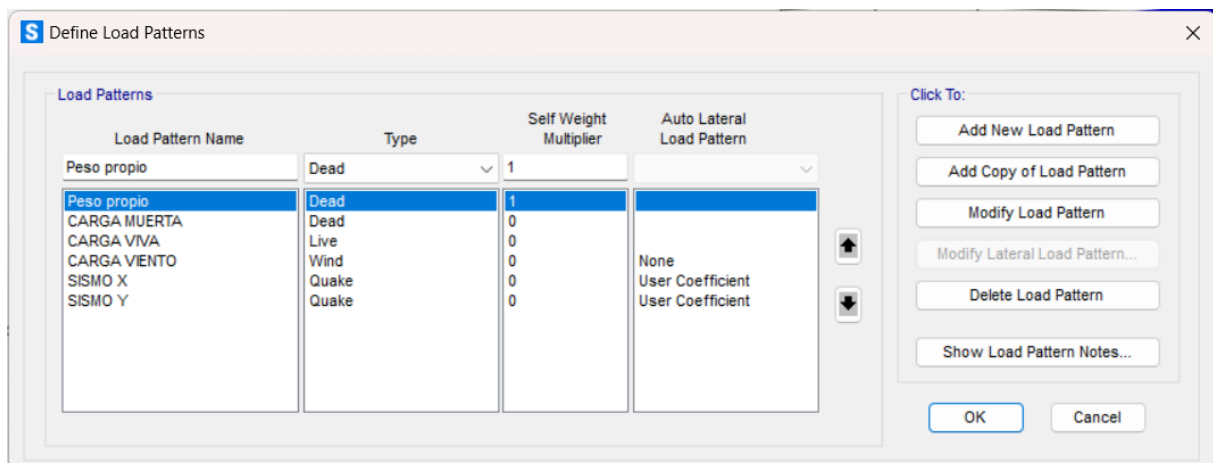 S Define Load Patterns
Load Patterns
Click To:
Load Pattern Name Type Self Weight Multiplier Auto Lateral Load Pattern
Peso propio Dead 1
Peso propio Dead 1
CARGA MUERTA Dead 0
CARGA VIVA Live 0
CARGA VIENTO Wind 0 None
SISMO X Quake 0 User Coefficient
SISMO Y Quake 0 User Coefficient
Add New Load Pattern
Add Copy of Load Pattern
Modify Load Pattern
Modify Lateral Load Pattern...
Delete Load Pattern
Show Load Pattern Notes...
OK Cancel